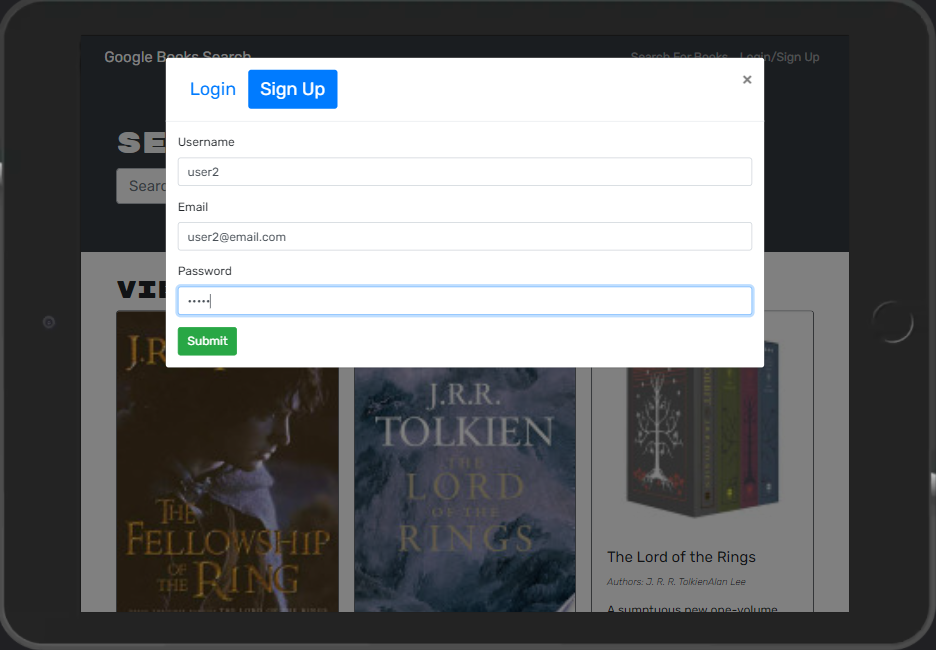 Google Books Search
Search For Books Login/Sign Up
Login Sign Up ×
SE
Username
user2
Searc
Email
user2@email.com
Password
•••••
VI
Submit
J.R.
J.R.R.
TOLKIEN
THE
LORD
OF THE
RINGS
THE
FELLOWSHIP
OF
THE RING
The Lord of the Rings
Authors: J. R. R. TolkienAlan Lee
A sumptuous new one-volume